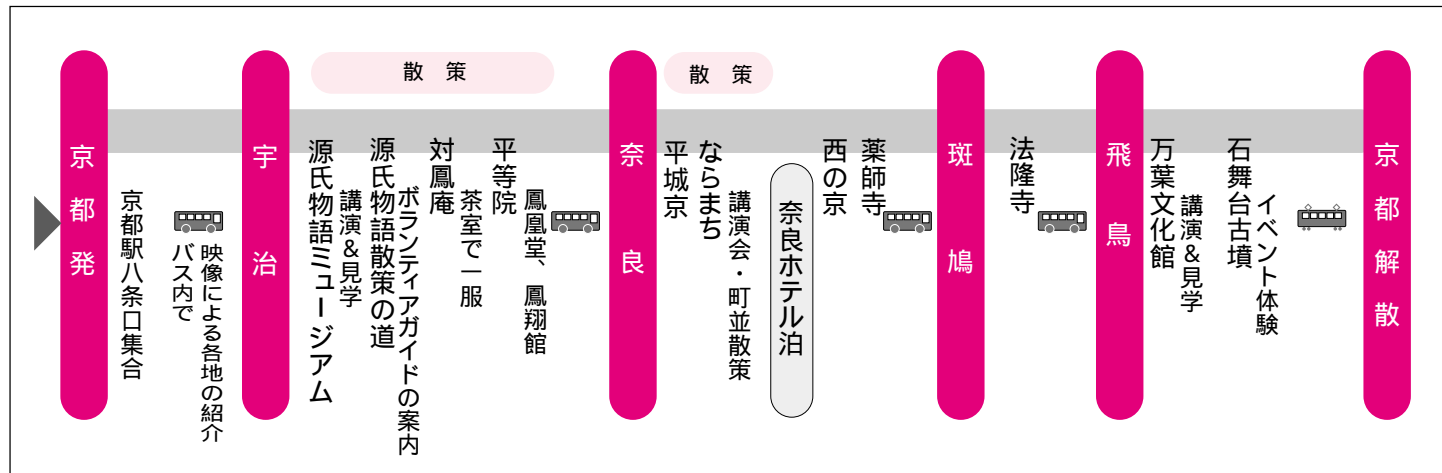 京都発
京都駅八条口集合
バス内で
映像による各地の紹介
宇治
散策
源氏物語ミュージアム
講演&見学
源氏物語散策の道
ボランティアガイドの案内
対鳳庵
茶室で一服
平等院
鳳凰堂、鳳翔館
奈良
散策
平城京
ならまち
講演会・町並散策
奈良ホテル泊
西の京
薬師寺
斑鳩
法隆寺
飛鳥
万葉文化館
講演&見学
石舞台古墳
イベント体験
京都解散